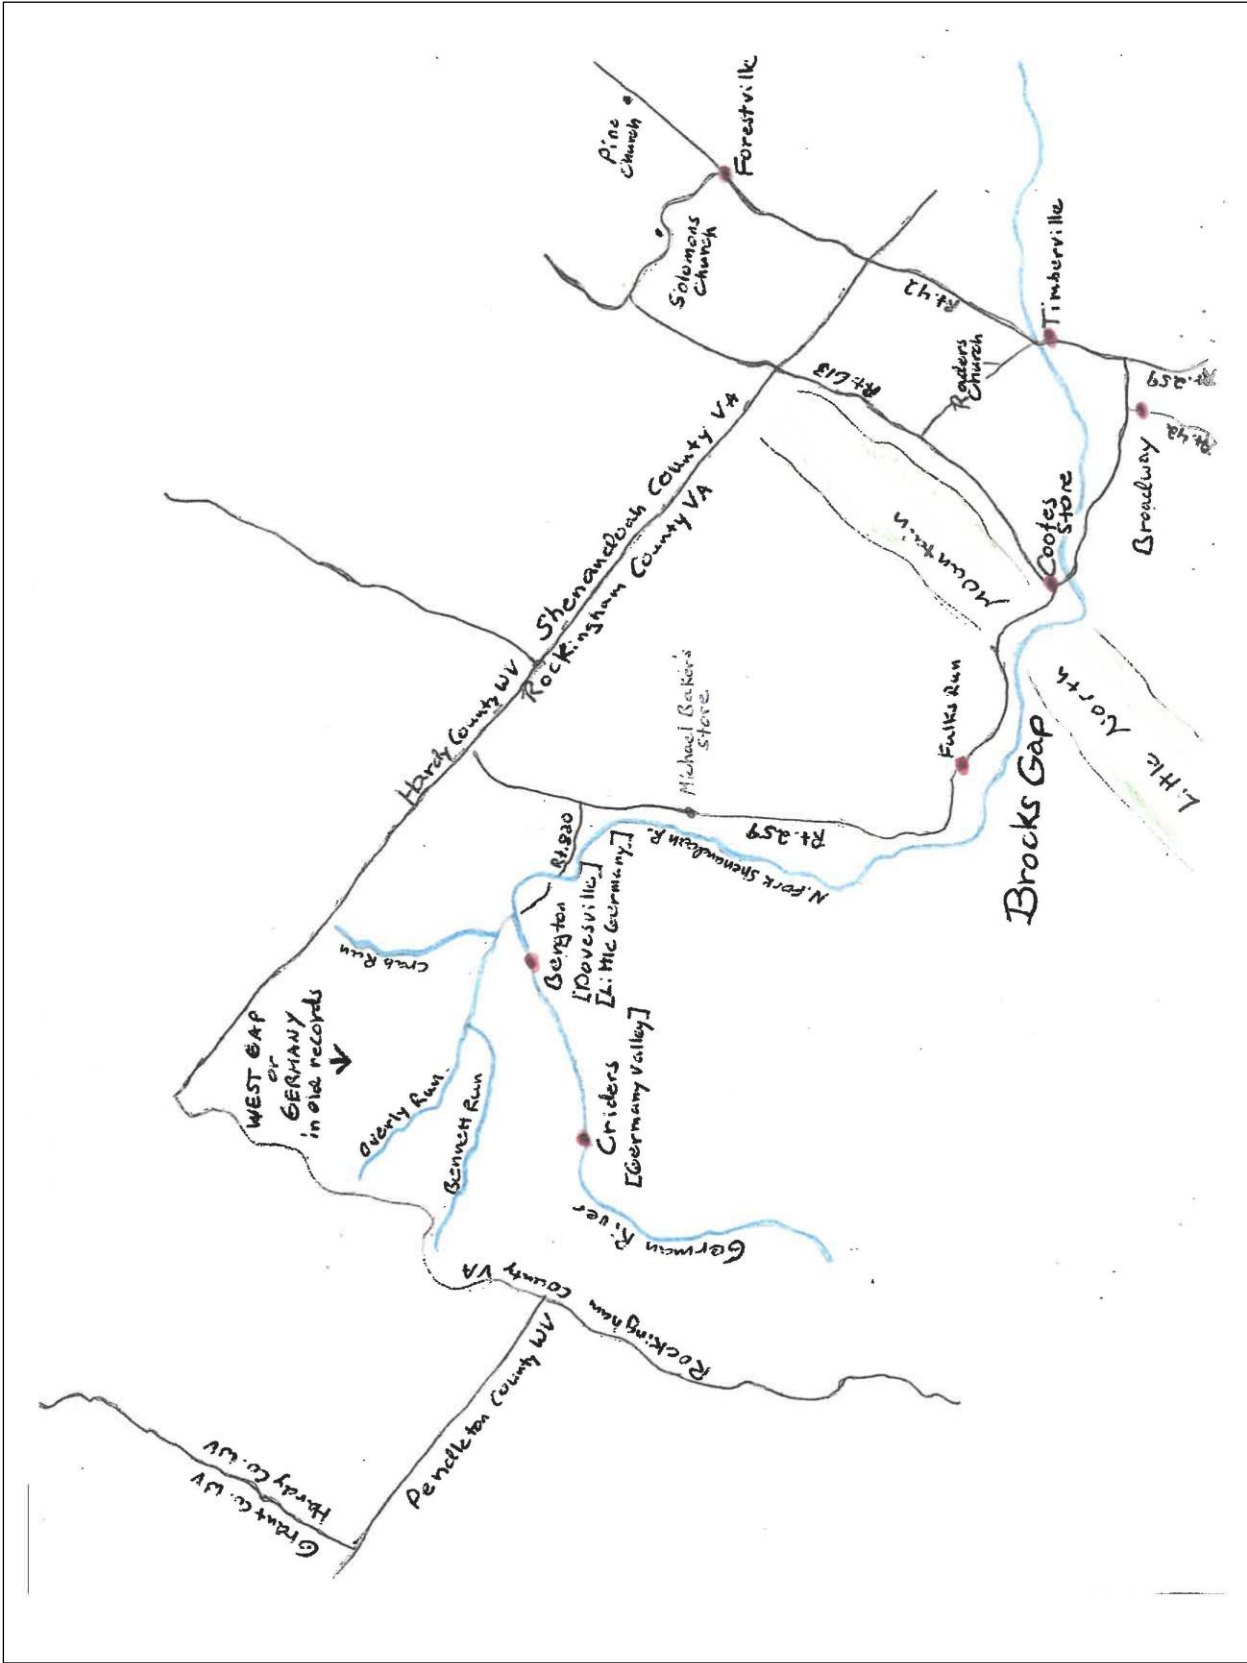 Grant Co. WV
Hardy Co. WV
Pendleton County WV
Rockingham County VA
WEST GAP
or
GERMANY
in old records
Overly Run
Bennett Run
Crab Run
German River
Criders
[Germany Valley]
Bergton
[Dovesville]
[Little Germany]
Rt. 820
Hardy County WV
Shenandoah County VA
Rockingham County VA
N. Fork Shenandoah R.
Michael Baker's
Store
Rt. 259
Fulks Run
Brocks Gap
Little North Mountain
Cootes
Store
Rt. 613
Raders
Church
Rt. 42
Timberville
Broadway
Rt. 42
Rt. 259
Solomons
Church
Pine
Church
Forestville